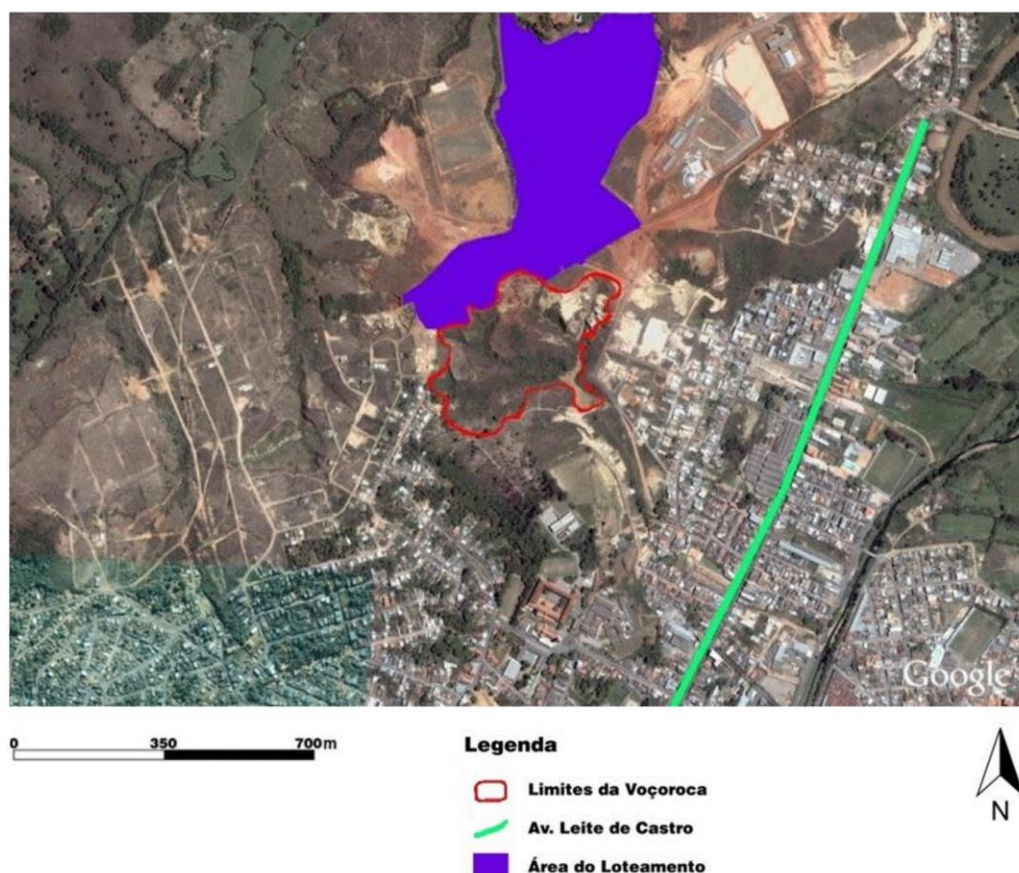 Google
0 350 700m
Legenda
Limites da Voçoroca
Av. Leite de Castro
Área do Loteamento
N